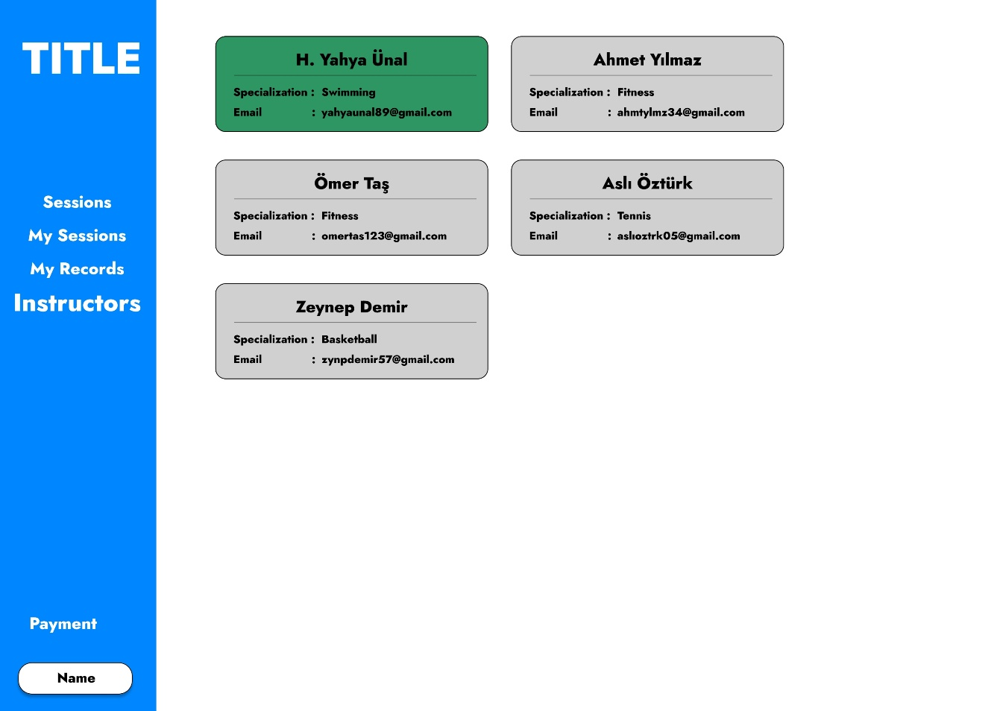 TITLE
Sessions
My Sessions
My Records
Instructors
Payment
Name
H. Yahya Ünal
Specialization : Swimming
Email : yahyaunal89@gmail.com
Ahmet Yılmaz
Specialization : Fitness
Email : ahmtylmz34@gmail.com
Ömer Taş
Specialization : Fitness
Email : omertas123@gmail.com
Aslı Öztürk
Specialization : Tennis
Email : aslıoztrk05@gmail.com
Zeynep Demir
Specialization : Basketball
Email : zynpdemir57@gmail.com